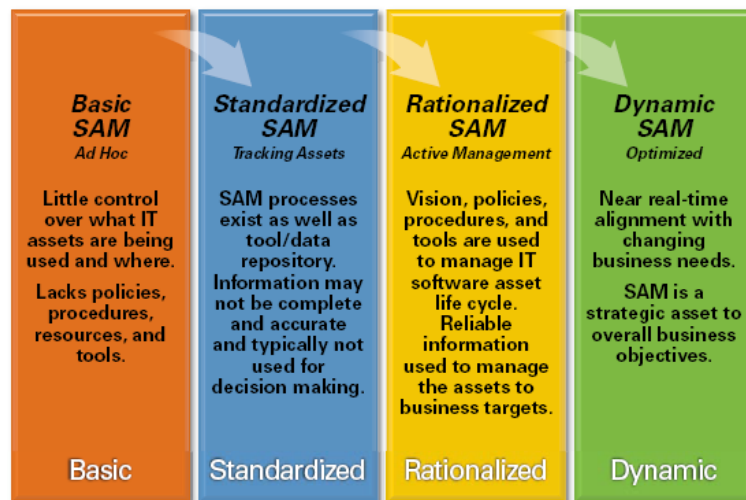 Basic
SAM
Ad Hoc
Little control
over what IT
assets are being
used and where.
Lacks policies,
procedures,
resources, and
tools.
Basic
Standardized
SAM
Tracking Assets
SAM processes
exist as well as
tool/data
repository.
Information may
not be complete
and accurate
and typically not
used for
decision making.
Standardized
Rationalized
SAM
Active Management
Vision, policies,
procedures, and
tools are used
to manage IT
software asset
life cycle.
Reliable
information
used to manage
the assets to
business targets.
Rationalized
Dynamic
SAM
Optimized
Near real-time
alignment with
changing
business needs.
SAM is a
strategic asset to
overall business
objectives.
Dynamic